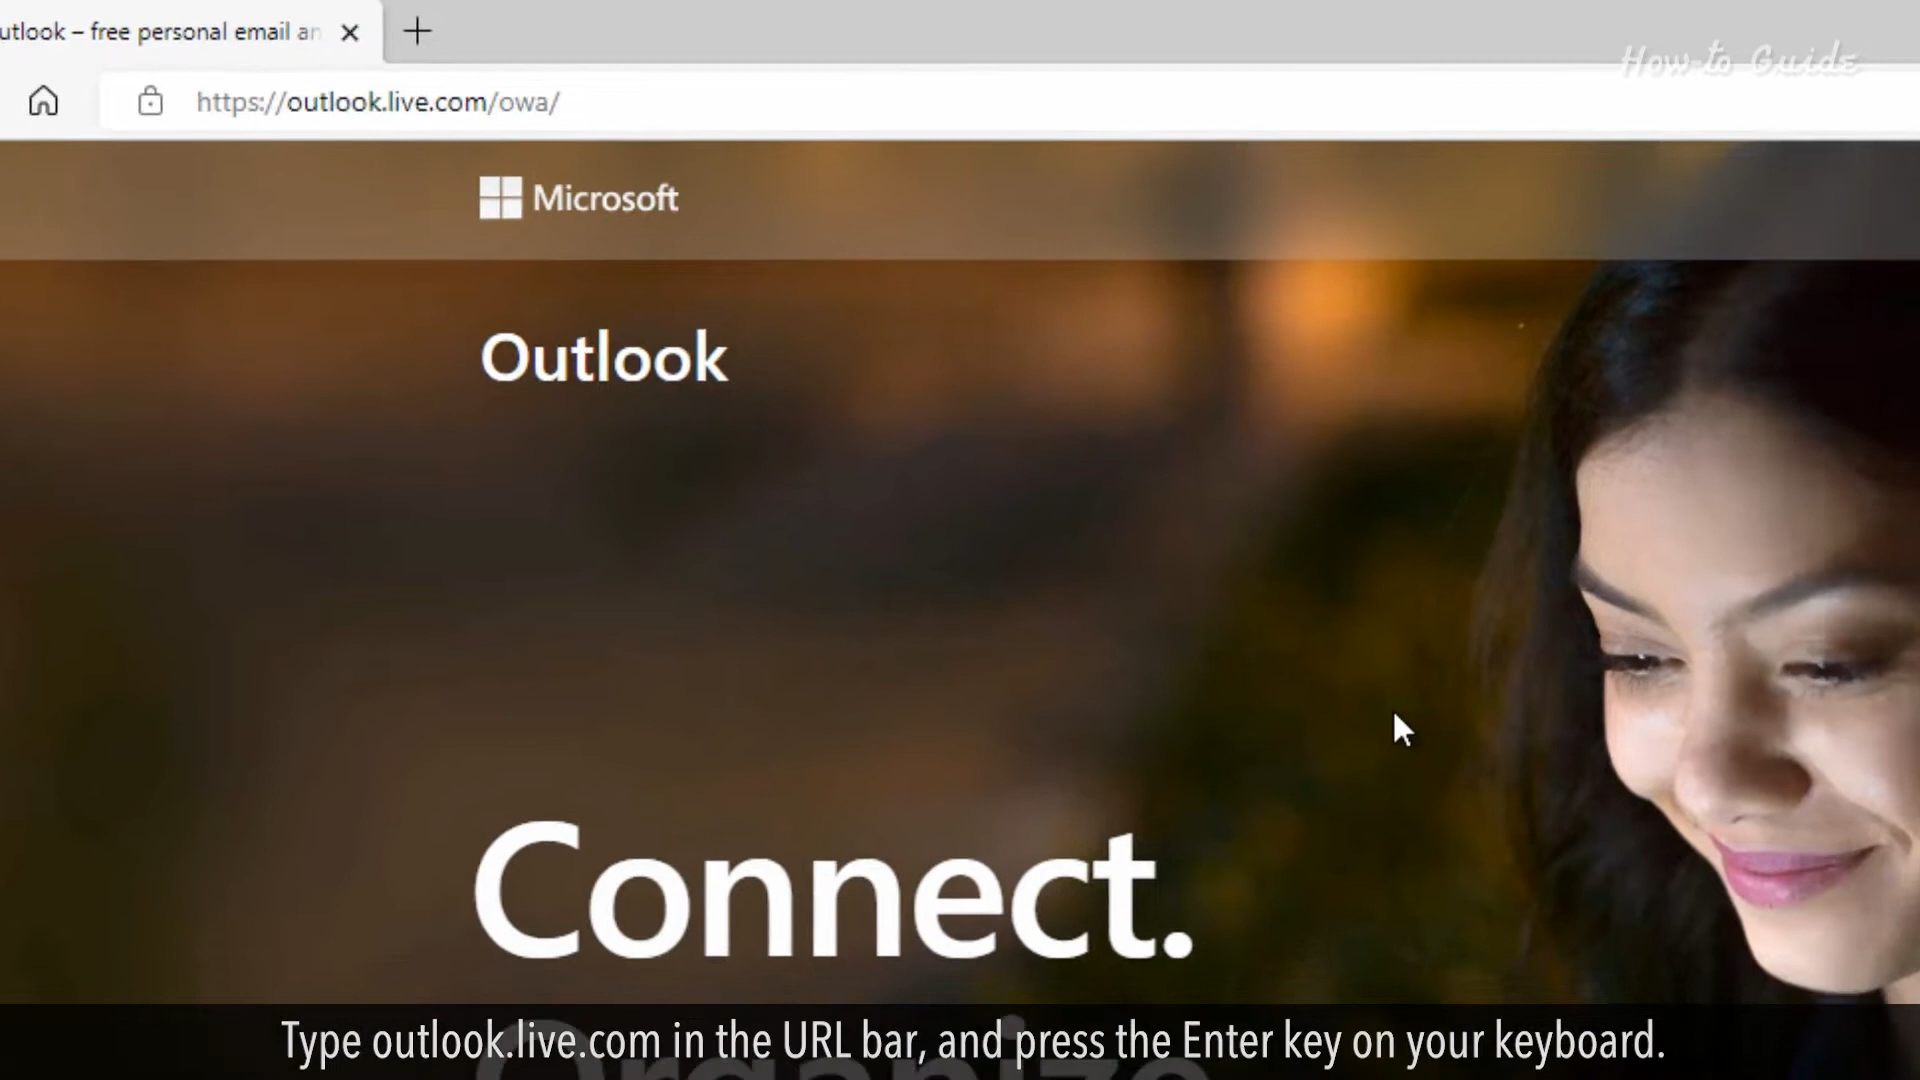 utlook – free personal email an
How-to Guide
https://outlook.live.com/owa/
Microsoft
Outlook
Connect.
Organize
Type outlook.live.com in the URL bar, and press the Enter key on your keyboard.